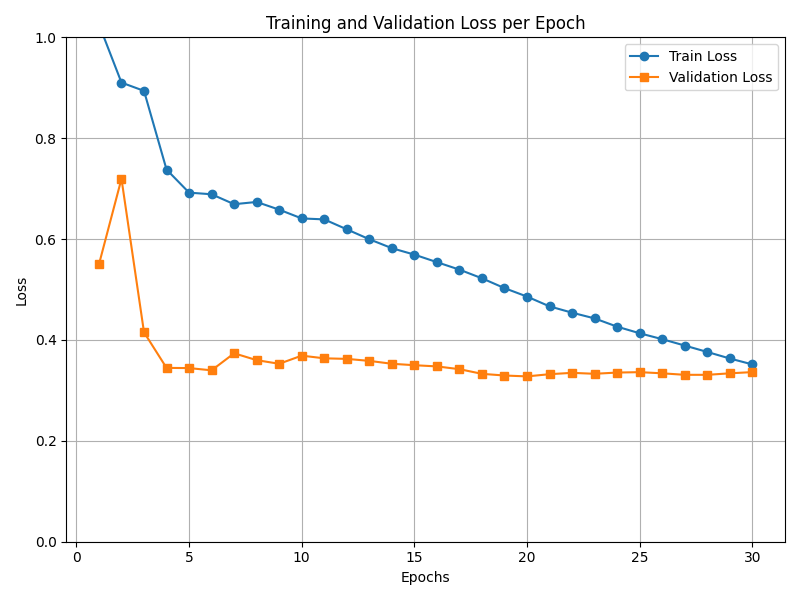 Training and Validation Loss per Epoch
Train Loss
Validation Loss
1.0
0.8
0.6
0.4
0.2
0.0
Loss
0 5 10 15 20 25 30
Epochs